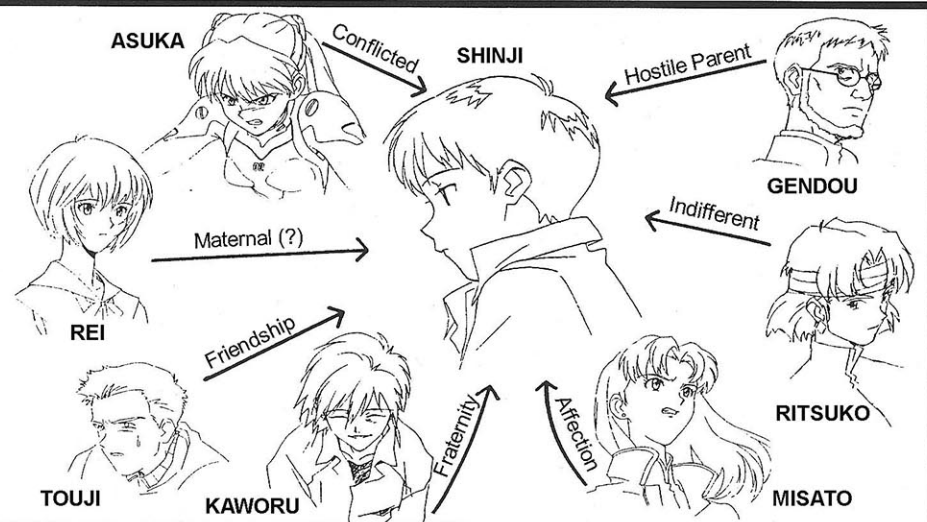 ASUKA
Conflicted
SHINJI
Hostile Parent
GENDOU
Indifferent
Maternal (?)
REI
Friendship
RITSUKO
Fraternity
Affection
TOUJI
KAWORU
MISATO